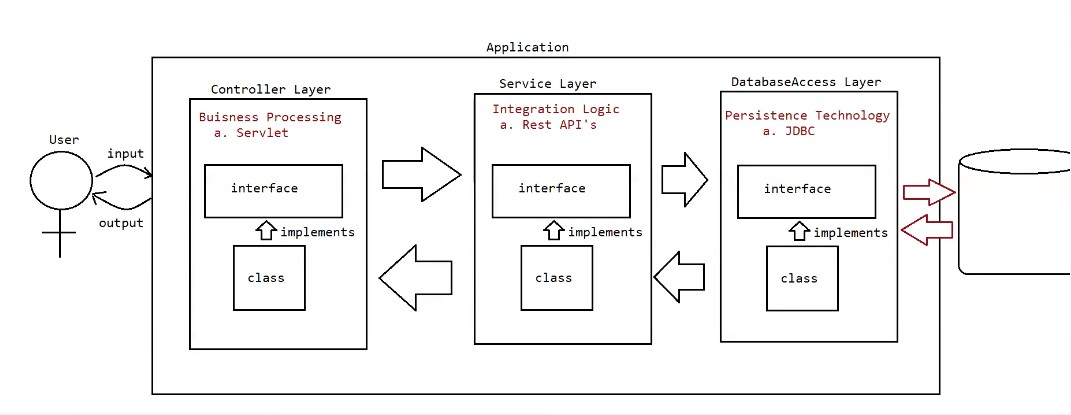 Application
User
input
output
Controller Layer
Buisness Processing
a. Servlet
interface
implements
class
Service Layer
Integration Logic
a. Rest API's
interface
implements
class
DatabaseAccess Layer
Persistence Technology
a. JDBC
interface
implements
class